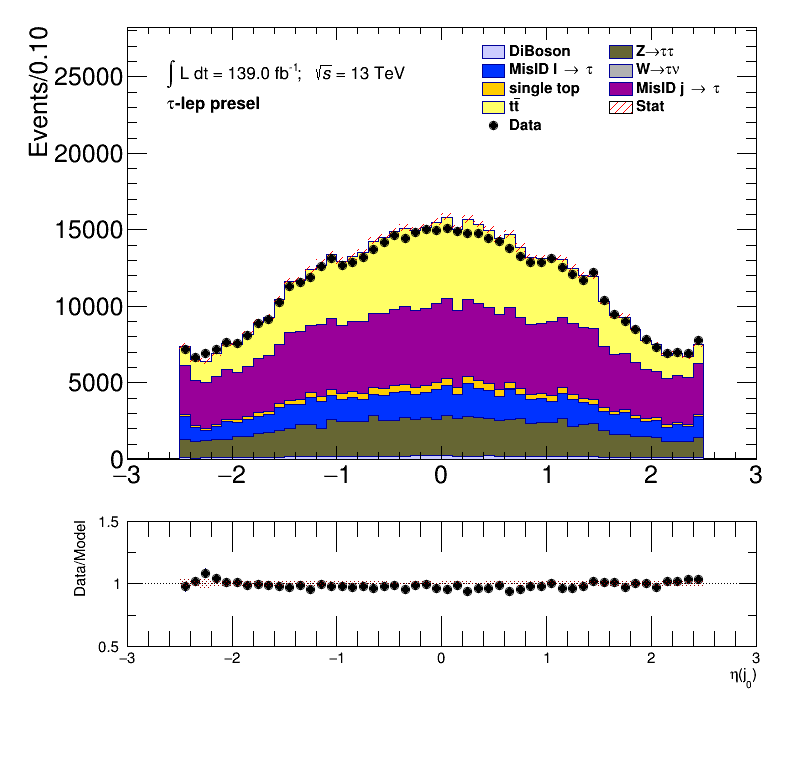 Events/0.10
25000
20000
15000
10000
5000
0
−3 −2 −1 0 1 2 3
∫ L dt = 139.0 fb⁻¹; √s = 13 TeV
τ-lep presel
DiBoson
MisID l → τ
single top
tt̄
Data
Z→ττ
W→τν
MisID j → τ
Stat
Data/Model
1.5
1
0.5
−3 −2 −1 0 1 2 3
η(j₀)